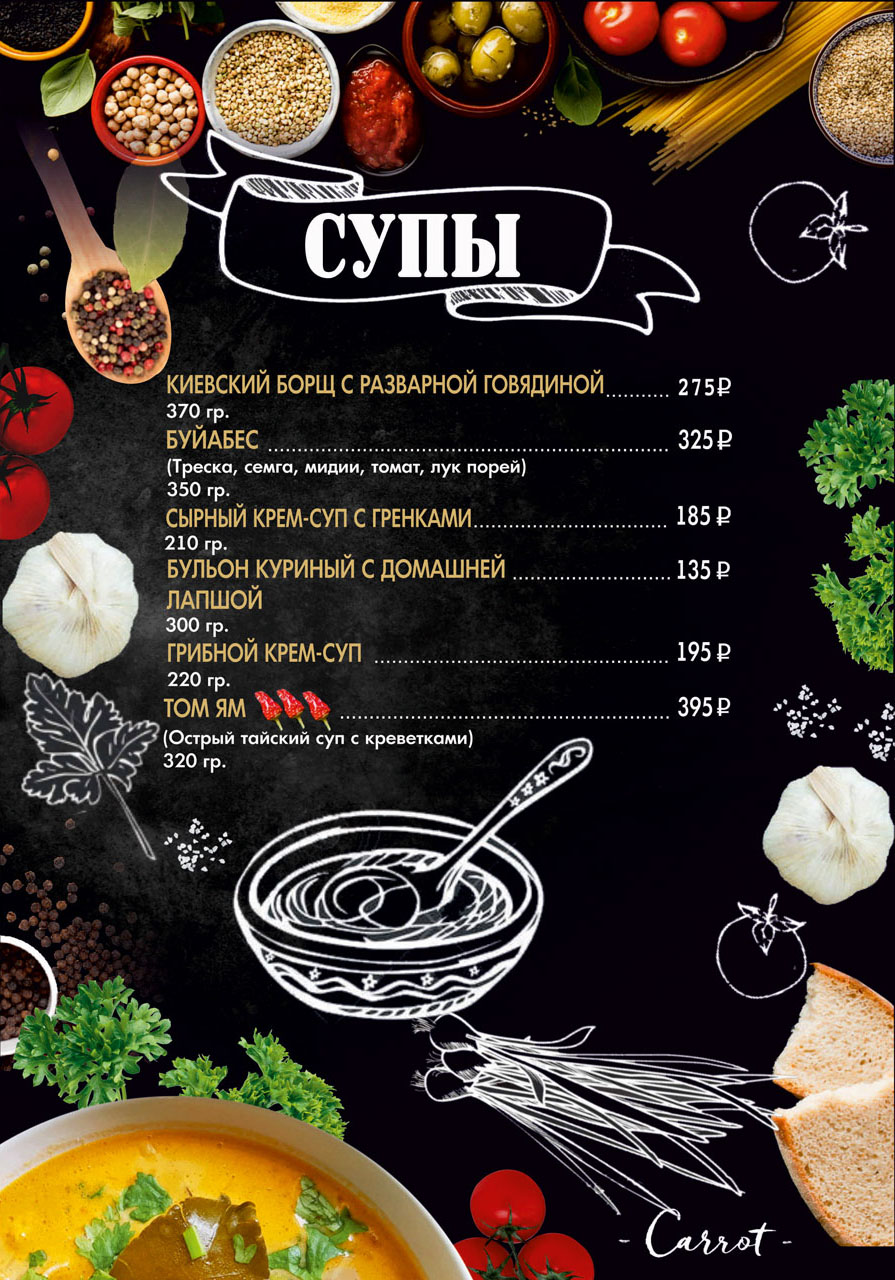 СУПЫ
КИЕВСКИЙ БОРЩ С РАЗВАРНОЙ ГОВЯДИНОЙ........... 275 ₽
370 гр.
БУЙАБЕС ........................................................................ 325 ₽
(Треска, семга, мидии, томат, лук порей)
350 гр.
СЫРНЫЙ КРЕМ-СУП С ГРЕНКАМИ................................... 185 ₽
210 гр.
БУЛЬОН КУРИНЫЙ С ДОМАШНЕЙ ............................ 135 ₽
ЛАПШОЙ
300 гр.
ГРИБНОЙ КРЕМ-СУП ..................................................... 195 ₽
220 гр.
ТОМ ЯМ ........................................................... 395 ₽
(Острый тайский суп с креветками)
320 гр.
- Carrot -